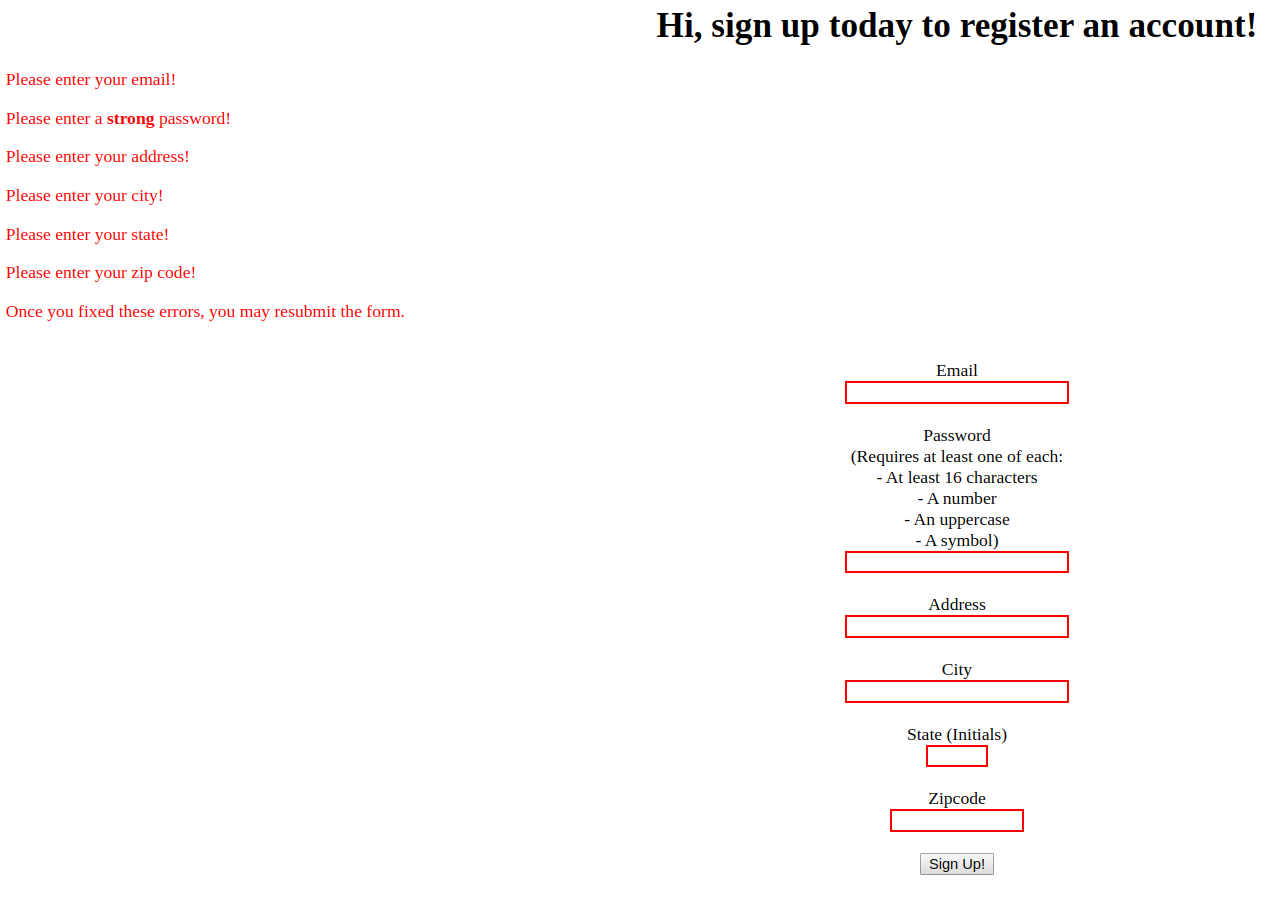 Hi, sign up today to register an account!
Please enter your email!
Please enter a strong password!
Please enter your address!
Please enter your city!
Please enter your state!
Please enter your zip code!
Once you fixed these errors, you may resubmit the form.
Email
Password
(Requires at least one of each:
- At least 16 characters
- A number
- An uppercase
- A symbol)
Address
City
State (Initials)
Zipcode
Sign Up!